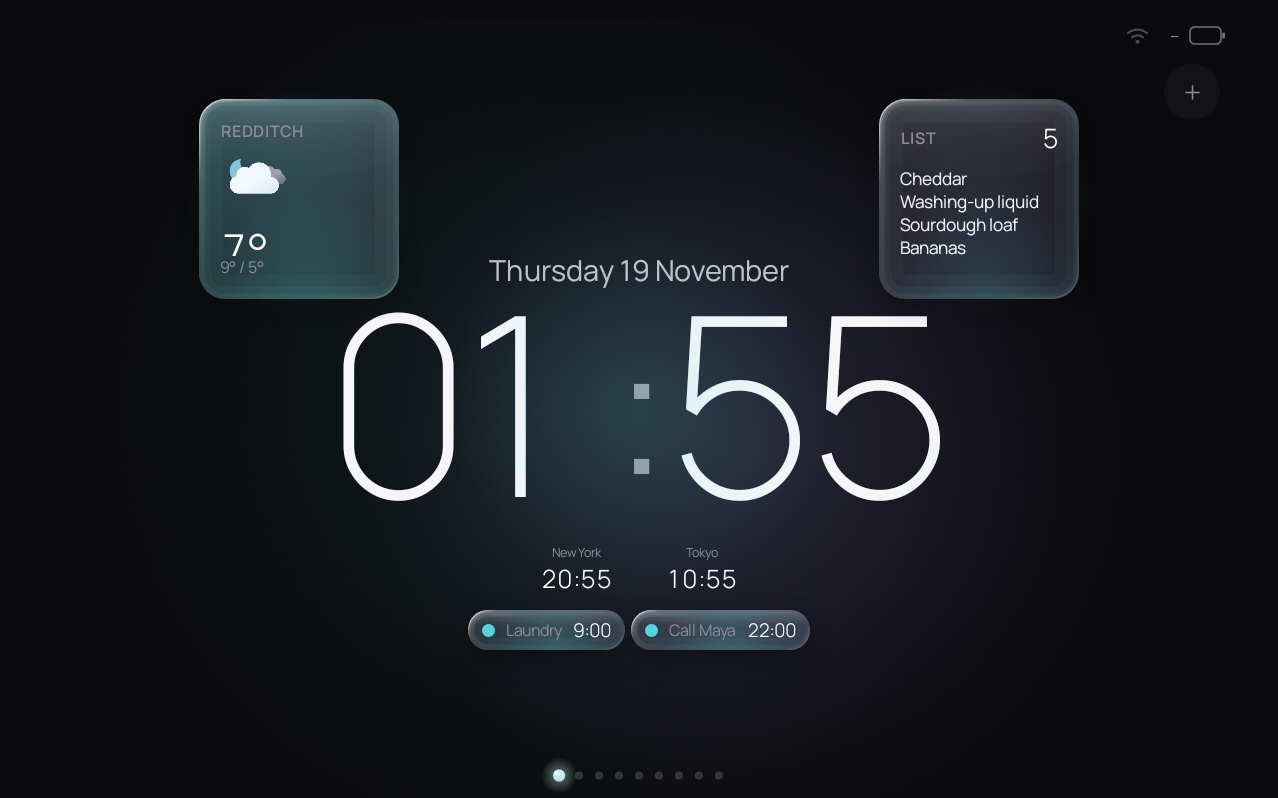 –
+
REDDITCH
7°
9° / 5°
LIST 5
Cheddar
Washing-up liquid
Sourdough loaf
Bananas
Thursday 19 November
01:55
New York
20:55
Tokyo
10:55
Laundry 9:00
Call Maya 22:00